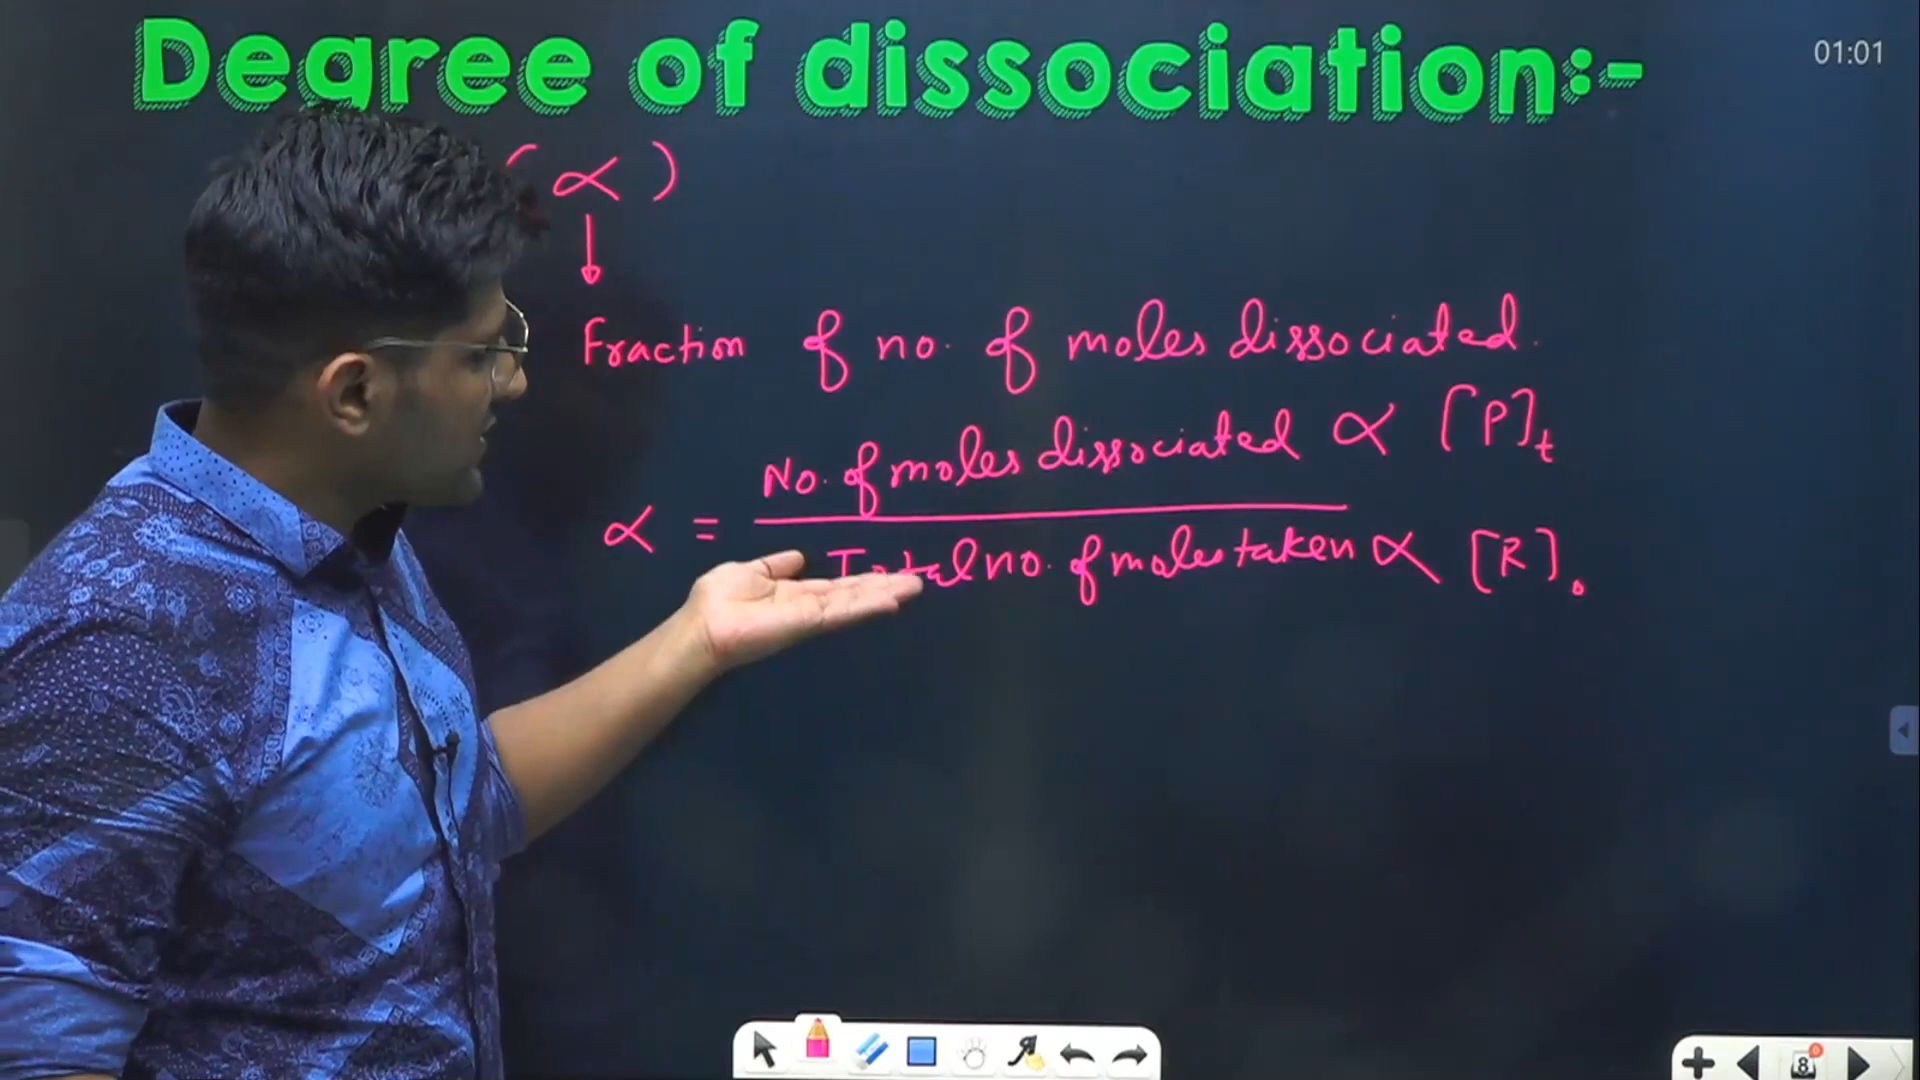 Degree of dissociation:-
01:01
( α )
Fraction of no. of moles dissociated.
No. of moles dissociated ∝ [P]t
α =
Total no. of moles taken ∝ [R]o
8